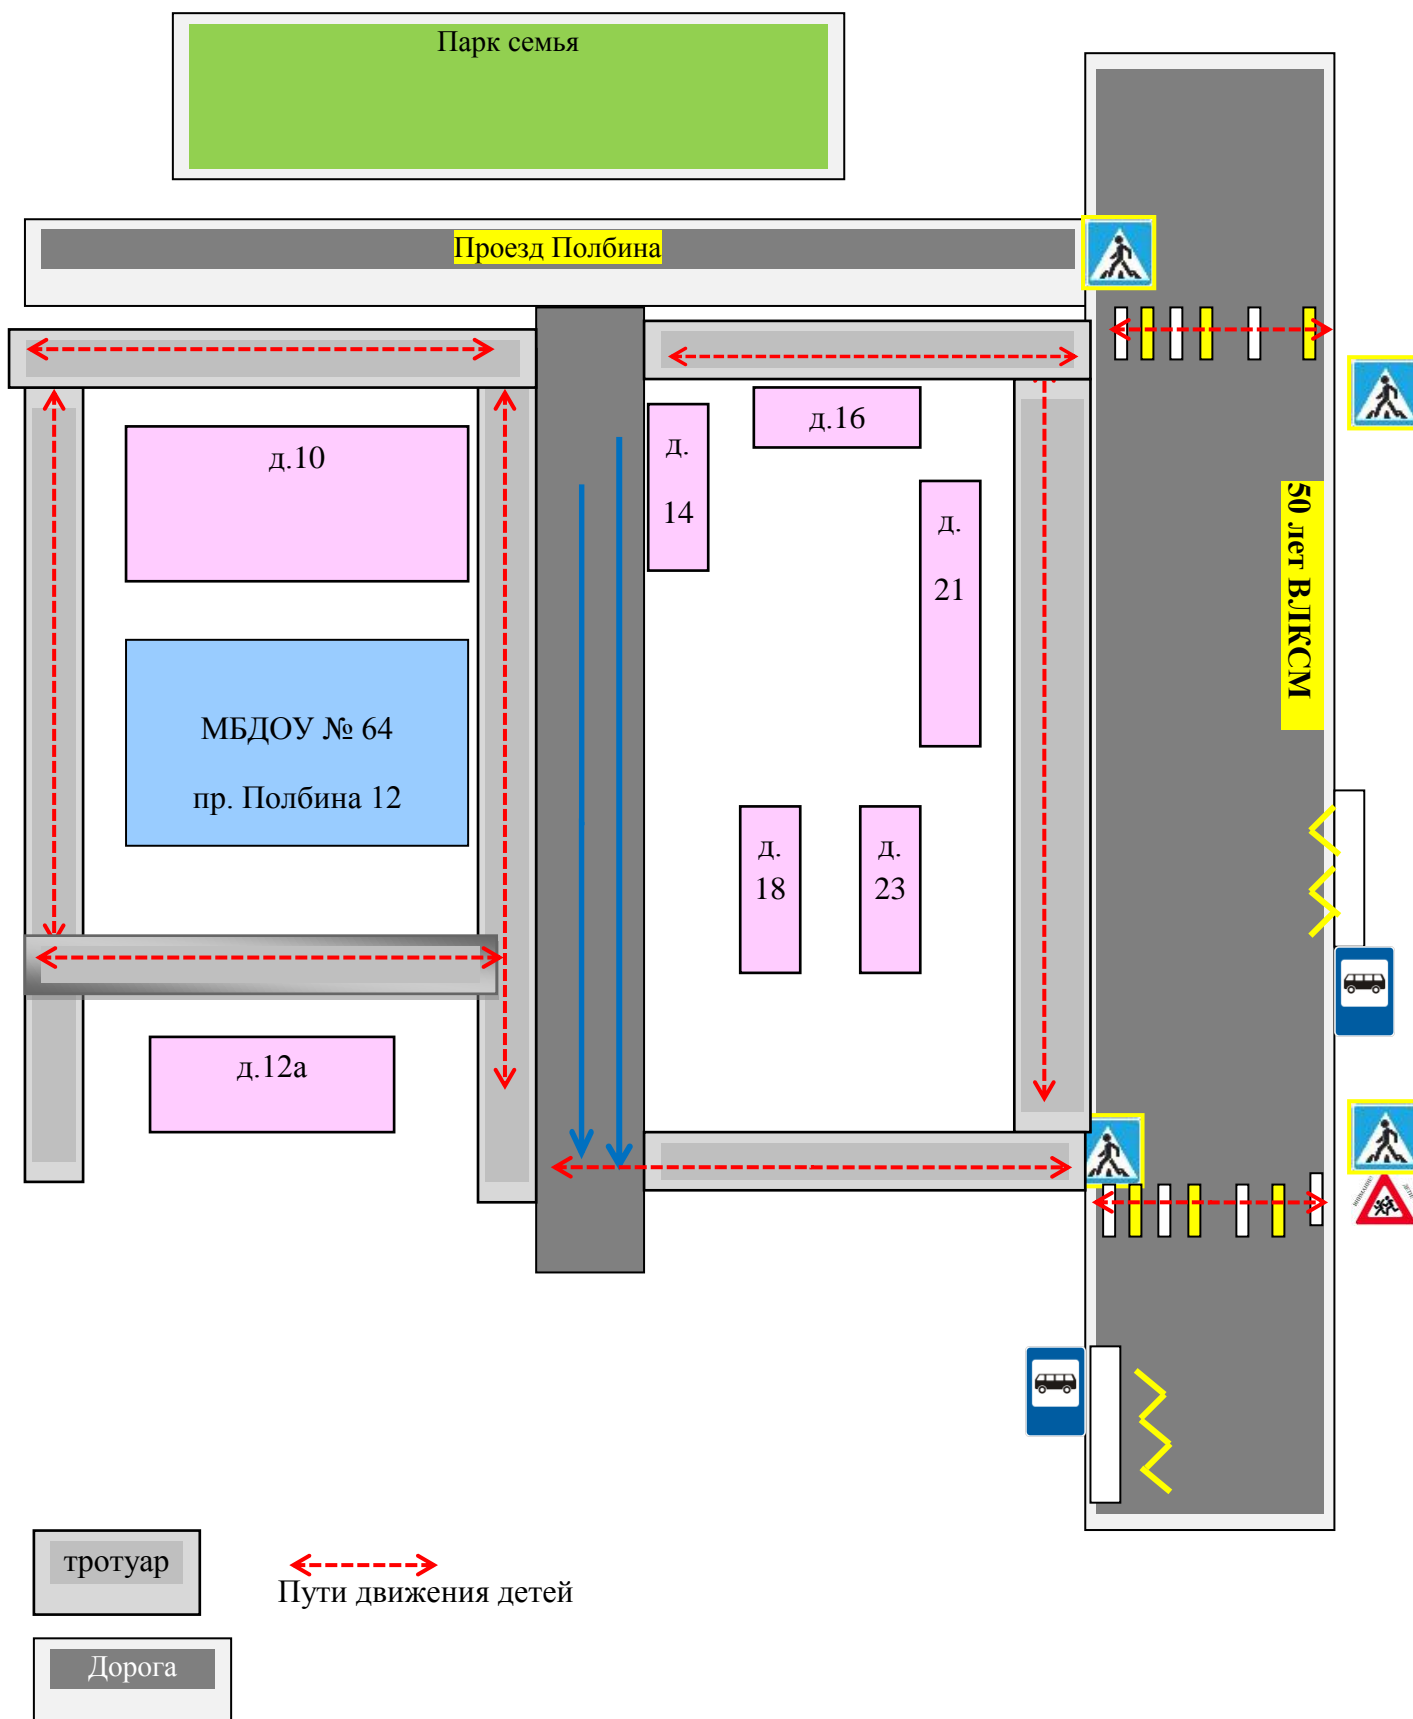 Парк семья
Проезд Полбина
д.10
д.
14
д.16
д.
21
50 лет ВЛКСМ
МБДОУ № 64
пр. Полбина 12
д.
18
д.
23
д.12а
тротуар
Пути движения детей
Дорога